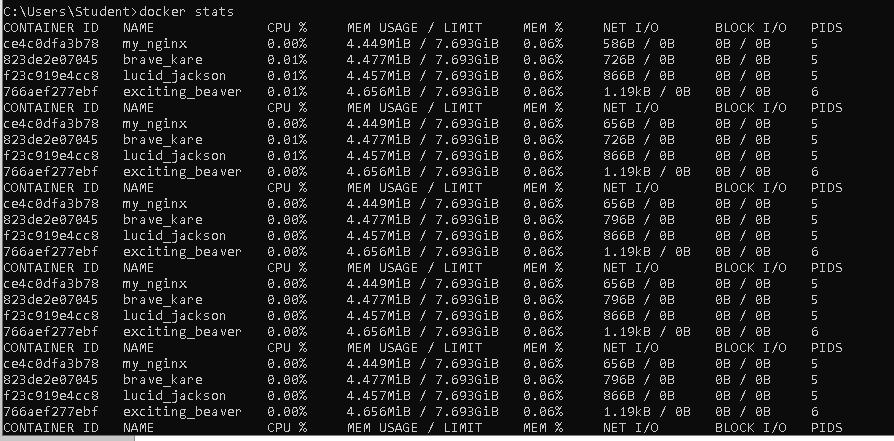 C:\Users\Student>docker stats
CONTAINER ID   NAME              CPU %     MEM USAGE / LIMIT     MEM %     NET I/O       BLOCK I/O   PIDS
ce4c0dfa3b78   my_nginx          0.00%     4.449MiB / 7.693GiB   0.06%     586B / 0B     0B / 0B     5
823de2e07045   brave_kare        0.01%     4.477MiB / 7.693GiB   0.06%     726B / 0B     0B / 0B     5
f23c919e4cc8   lucid_jackson     0.01%     4.457MiB / 7.693GiB   0.06%     866B / 0B     0B / 0B     5
766aef277ebf   exciting_beaver   0.01%     4.656MiB / 7.693GiB   0.06%     1.19kB / 0B   0B / 0B     6
CONTAINER ID   NAME              CPU %     MEM USAGE / LIMIT     MEM %     NET I/O       BLOCK I/O   PIDS
ce4c0dfa3b78   my_nginx          0.00%     4.449MiB / 7.693GiB   0.06%     656B / 0B     0B / 0B     5
823de2e07045   brave_kare        0.01%     4.477MiB / 7.693GiB   0.06%     726B / 0B     0B / 0B     5
f23c919e4cc8   lucid_jackson     0.01%     4.457MiB / 7.693GiB   0.06%     866B / 0B     0B / 0B     5
766aef277ebf   exciting_beaver   0.00%     4.656MiB / 7.693GiB   0.06%     1.19kB / 0B   0B / 0B     6
CONTAINER ID   NAME              CPU %     MEM USAGE / LIMIT     MEM %     NET I/O       BLOCK I/O   PIDS
ce4c0dfa3b78   my_nginx          0.00%     4.449MiB / 7.693GiB   0.06%     656B / 0B     0B / 0B     5
823de2e07045   brave_kare        0.00%     4.477MiB / 7.693GiB   0.06%     796B / 0B     0B / 0B     5
f23c919e4cc8   lucid_jackson     0.00%     4.457MiB / 7.693GiB   0.06%     866B / 0B     0B / 0B     5
766aef277ebf   exciting_beaver   0.00%     4.656MiB / 7.693GiB   0.06%     1.19kB / 0B   0B / 0B     6
CONTAINER ID   NAME              CPU %     MEM USAGE / LIMIT     MEM %     NET I/O       BLOCK I/O   PIDS
ce4c0dfa3b78   my_nginx          0.00%     4.449MiB / 7.693GiB   0.06%     656B / 0B     0B / 0B     5
823de2e07045   brave_kare        0.00%     4.477MiB / 7.693GiB   0.06%     796B / 0B     0B / 0B     5
f23c919e4cc8   lucid_jackson     0.00%     4.457MiB / 7.693GiB   0.06%     866B / 0B     0B / 0B     5
766aef277ebf   exciting_beaver   0.00%     4.656MiB / 7.693GiB   0.06%     1.19kB / 0B   0B / 0B     6
CONTAINER ID   NAME              CPU %     MEM USAGE / LIMIT     MEM %     NET I/O       BLOCK I/O   PIDS
ce4c0dfa3b78   my_nginx          0.00%     4.449MiB / 7.693GiB   0.06%     656B / 0B     0B / 0B     5
823de2e07045   brave_kare        0.00%     4.477MiB / 7.693GiB   0.06%     796B / 0B     0B / 0B     5
f23c919e4cc8   lucid_jackson     0.00%     4.457MiB / 7.693GiB   0.06%     866B / 0B     0B / 0B     5
766aef277ebf   exciting_beaver   0.00%     4.656MiB / 7.693GiB   0.06%     1.19kB / 0B   0B / 0B     6
CONTAINER ID   NAME              CPU %     MEM USAGE / LIMIT     MEM %     NET I/O       BLOCK I/O   PIDS